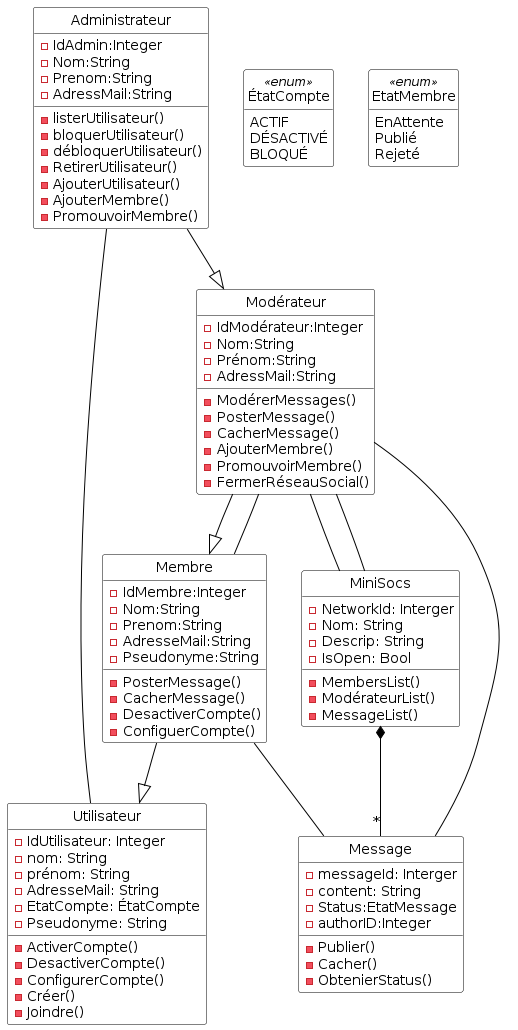 Administrateur
IdAdmin:Integer
Nom:String
Prenom:String
AdressMail:String
listerUtilisateur()
bloquerUtilisateur()
débloquerUtilisateur()
RetirerUtilisateur()
AjouterUtilisateur()
AjouterMembre()
PromouvoirMembre()
«enum»
ÉtatCompte
ACTIF
DÉSACTIVÉ
BLOQUÉ
«enum»
EtatMembre
EnAttente
Publié
Rejeté
Modérateur
IdModérateur:Integer
Nom:String
Prénom:String
AdressMail:String
ModérerMessages()
PosterMessage()
CacherMessage()
AjouterMembre()
PromouvoirMembre()
FermerRéseauSocial()
Membre
IdMembre:Integer
Nom:String
Prenom:String
AdresseMail:String
Pseudonyme:String
PosterMessage()
CacherMessage()
DesactiverCompte()
ConfiguerCompte()
MiniSocs
NetworkId: Interger
Nom: String
Descrip: String
IsOpen: Bool
MembersList()
ModérateurList()
MessageList()
*
Utilisateur
IdUtilisateur: Integer
nom: String
prénom: String
AdresseMail: String
EtatCompte: ÉtatCompte
Pseudonyme: String
ActiverCompte()
DesactiverCompte()
ConfigurerCompte()
Créer()
Joindre()
Message
messageId: Interger
content: String
Status:EtatMessage
authorID:Integer
Publier()
Cacher()
ObtenierStatus()